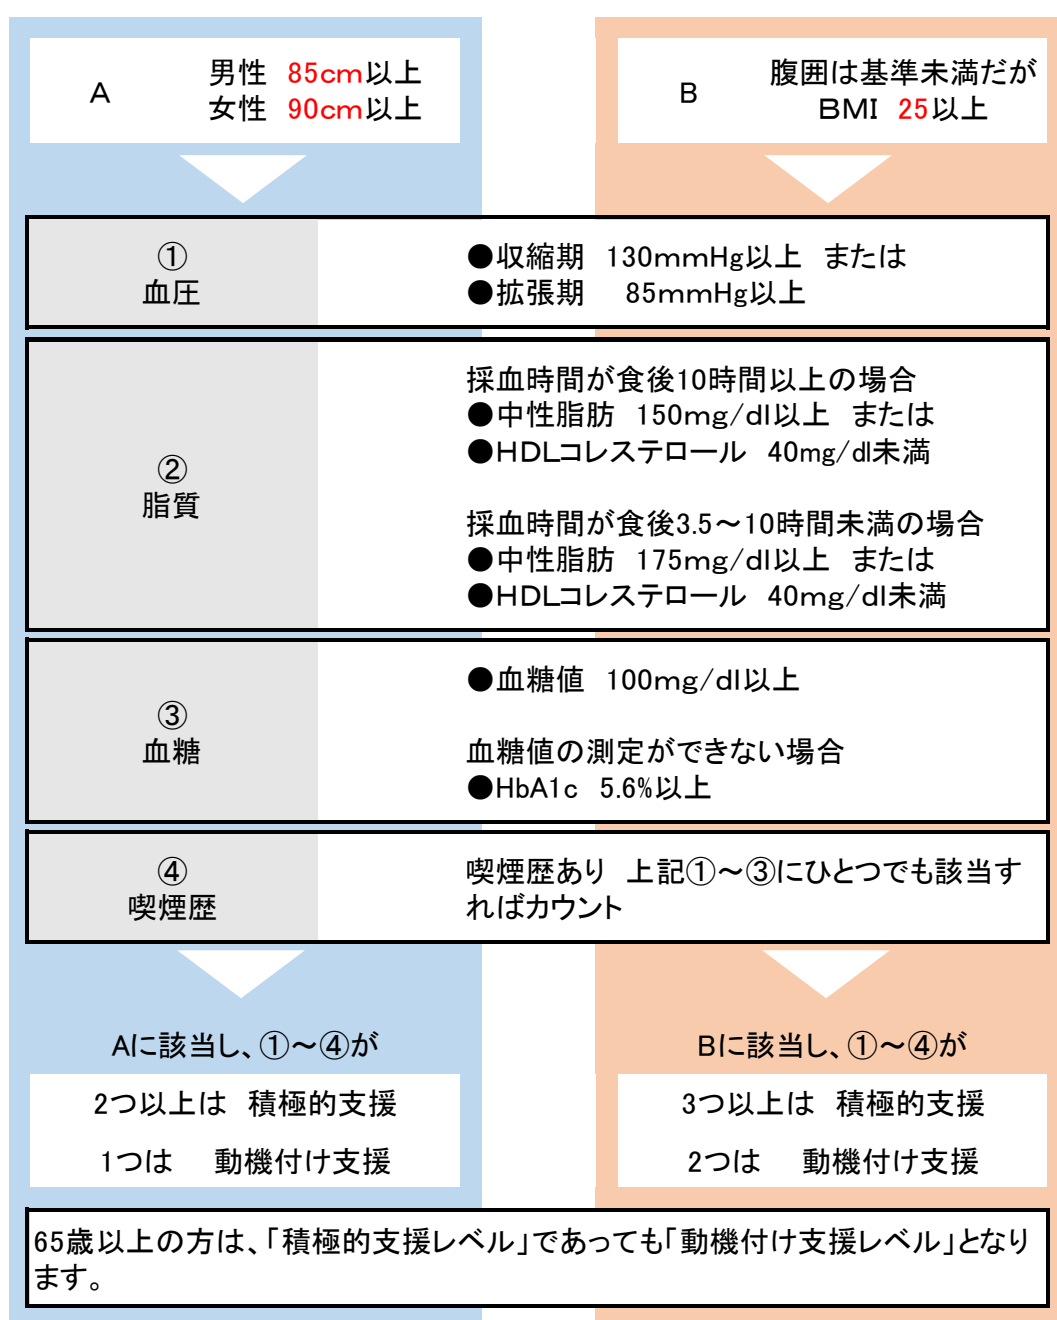 A
男性 85cm以上
女性 90cm以上
B
腹囲は基準未満だが
BMI 25以上
①
血圧
●収縮期 130mmHg以上 または
●拡張期 85mmHg以上
②
脂質
採血時間が食後10時間以上の場合
●中性脂肪 150mg/dl以上 または
●HDLコレステロール 40mg/dl未満
採血時間が食後3.5～10時間未満の場合
●中性脂肪 175mg/dl以上 または
●HDLコレステロール 40mg/dl未満
③
血糖
●血糖値 100mg/dl以上
血糖値の測定ができない場合
●HbA1c 5.6%以上
④
喫煙歴
喫煙歴あり 上記①～③にひとつでも該当す
ればカウント
Aに該当し、①～④が
2つ以上は 積極的支援
1つは 動機付け支援
Bに該当し、①～④が
3つ以上は 積極的支援
2つは 動機付け支援
65歳以上の方は、「積極的支援レベル」であっても「動機付け支援レベル」となり
ます。